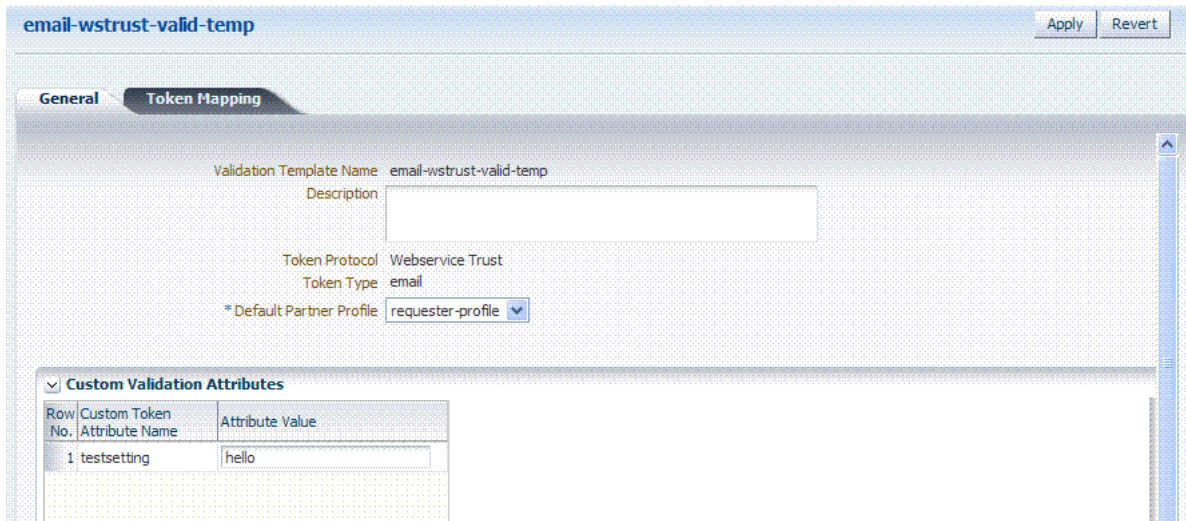 email-wstrust-valid-temp Apply Revert
General Token Mapping
Validation Template Name email-wstrust-valid-temp
Description
Token Protocol Webservice Trust
Token Type email
* Default Partner Profile requester-profile
Custom Validation Attributes
Row No. Custom Token Attribute Name Attribute Value
1 testsetting hello